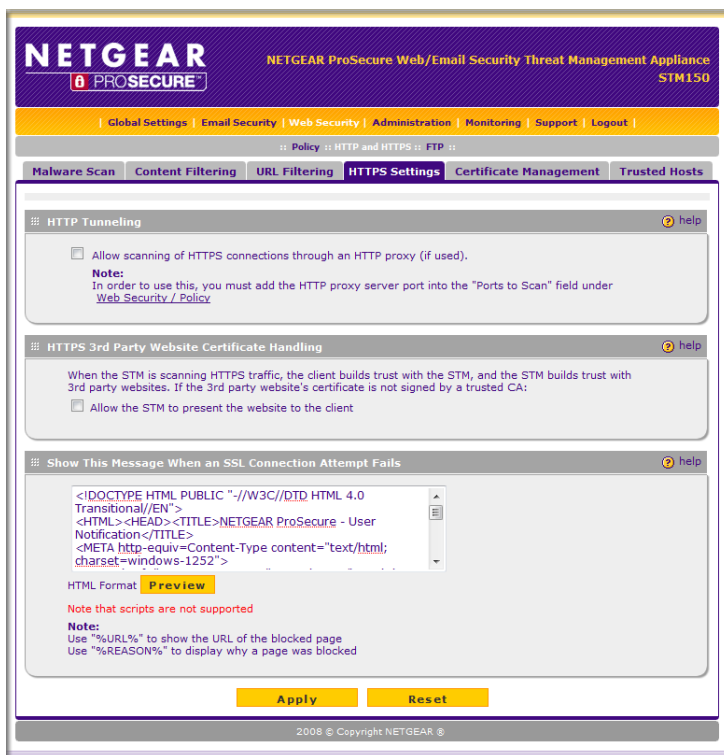 NETGEAR
PROSECURE™
NETGEAR ProSecure Web/Email Security Threat Management Appliance
STM150
| Global Settings | Email Security | Web Security | Administration | Monitoring | Support | Logout |
:: Policy :: HTTP and HTTPS :: FTP ::
Malware Scan Content Filtering URL Filtering HTTPS Settings Certificate Management Trusted Hosts
HTTP Tunneling ? help
Allow scanning of HTTPS connections through an HTTP proxy (if used).
Note:
In order to use this, you must add the HTTP proxy server port into the "Ports to Scan" field under
Web Security / Policy
HTTPS 3rd Party Website Certificate Handling ? help
When the STM is scanning HTTPS traffic, the client builds trust with the STM, and the STM builds trust with
3rd party websites. If the 3rd party website's certificate is not signed by a trusted CA:
Allow the STM to present the website to the client
Show This Message When an SSL Connection Attempt Fails ? help
<!DOCTYPE HTML PUBLIC "-//W3C//DTD HTML 4.0
Transitional//EN">
<HTML><HEAD><TITLE>NETGEAR ProSecure - User
Notification</TITLE>
<META http-equiv=Content-Type content="text/html;
charset=windows-1252">
HTML Format Preview
Note that scripts are not supported
Note:
Use "%URL%" to show the URL of the blocked page
Use "%REASON%" to display why a page was blocked
Apply Reset
2008 © Copyright NETGEAR ®